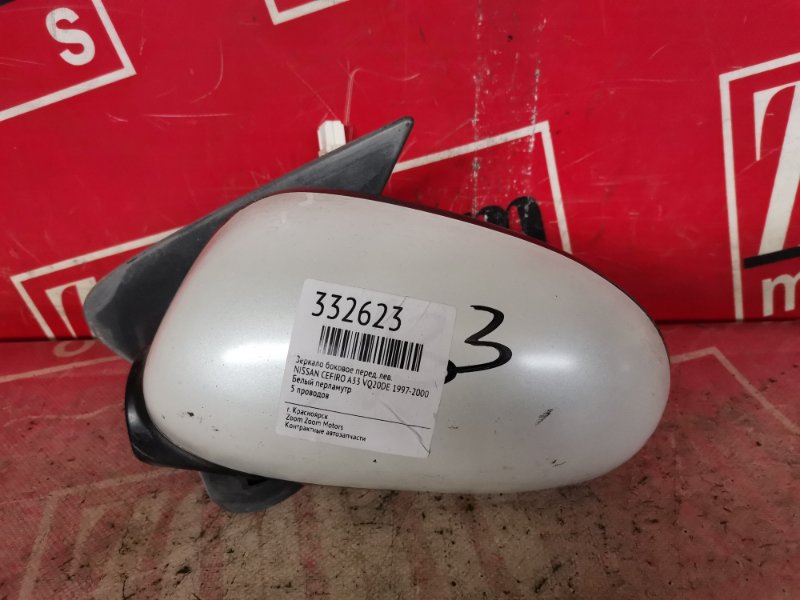 S
m
332623
Зеркало боковое перед. лев.
NISSAN CEFIRO A33 VQ20DE 1997-2000
Белый перламутр
5 проводов
г. Красноярск
Zoom Zoom Motors
Контрактные автозапчасти
3